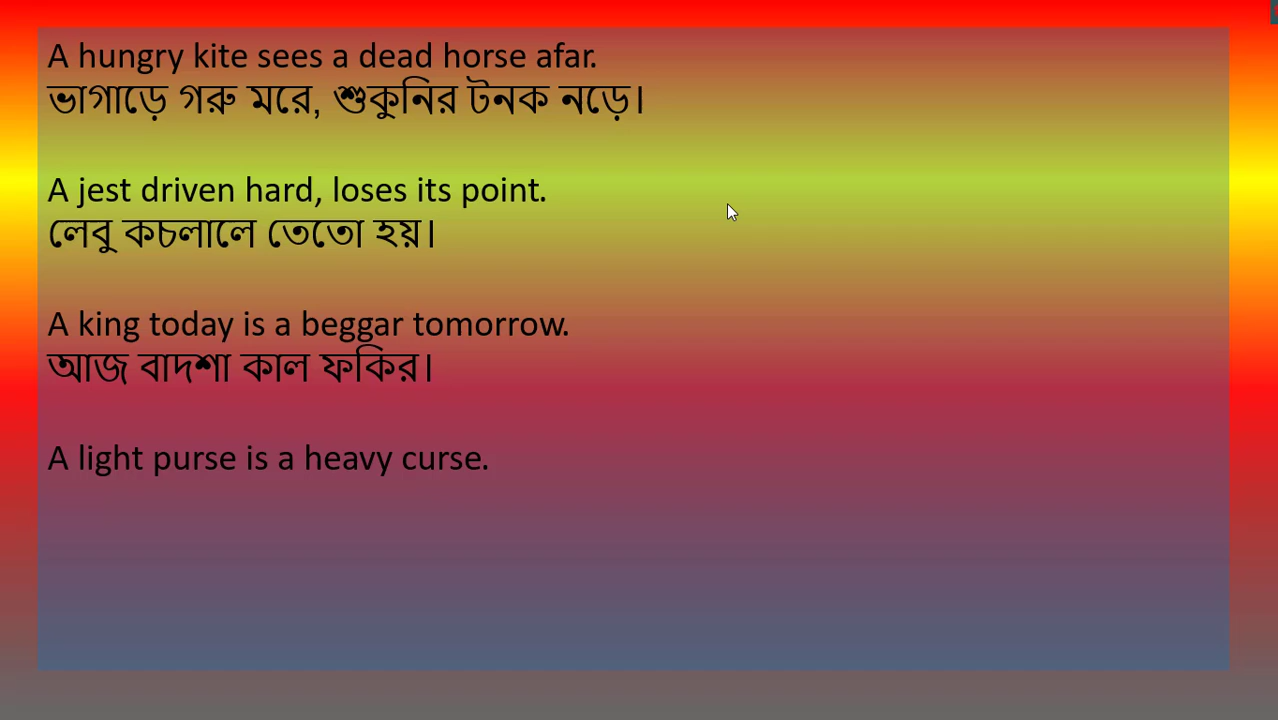 A hungry kite sees a dead horse afar.
ভাগাড়ে গরু মরে, শুকুনির টনক নড়ে।
A jest driven hard, loses its point.
লেবু কচলালে তেতো হয়।
A king today is a beggar tomorrow.
আজ বাদশা কাল ফকির।
A light purse is a heavy curse.